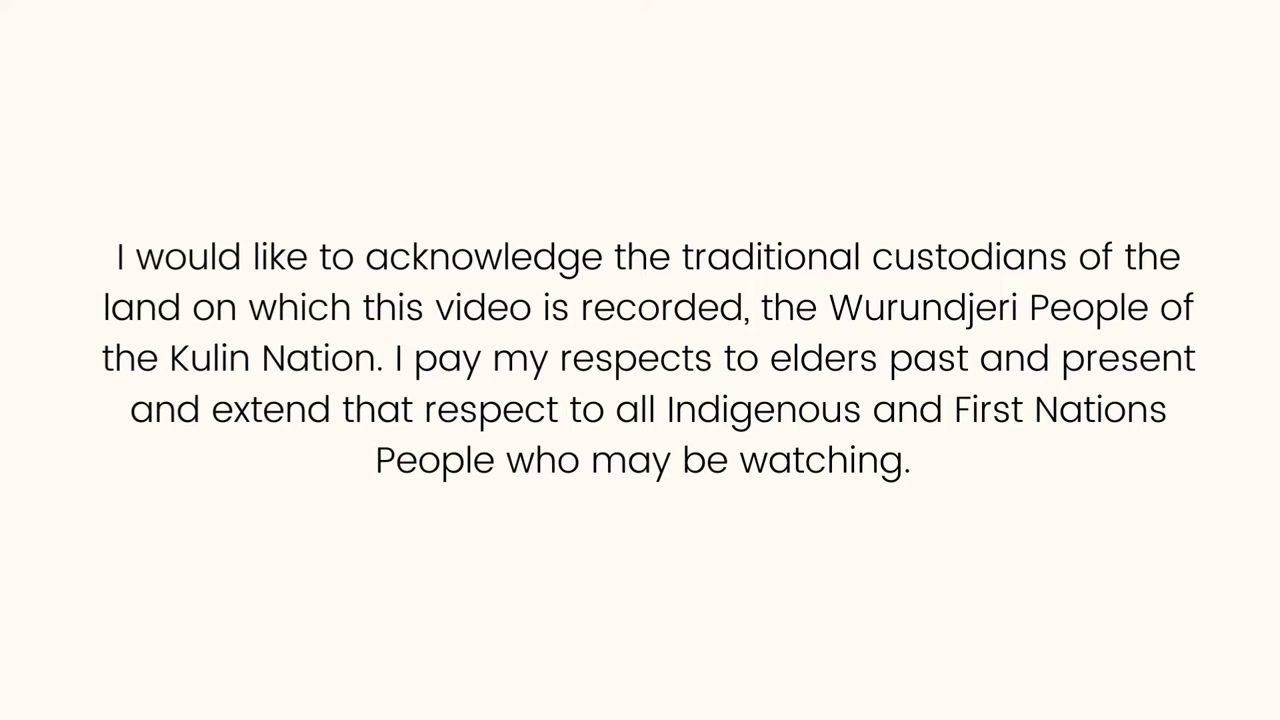 I would like to acknowledge the traditional custodians of the
land on which this video is recorded, the Wurundjeri People of
the Kulin Nation. I pay my respects to elders past and present
and extend that respect to all Indigenous and First Nations
People who may be watching.